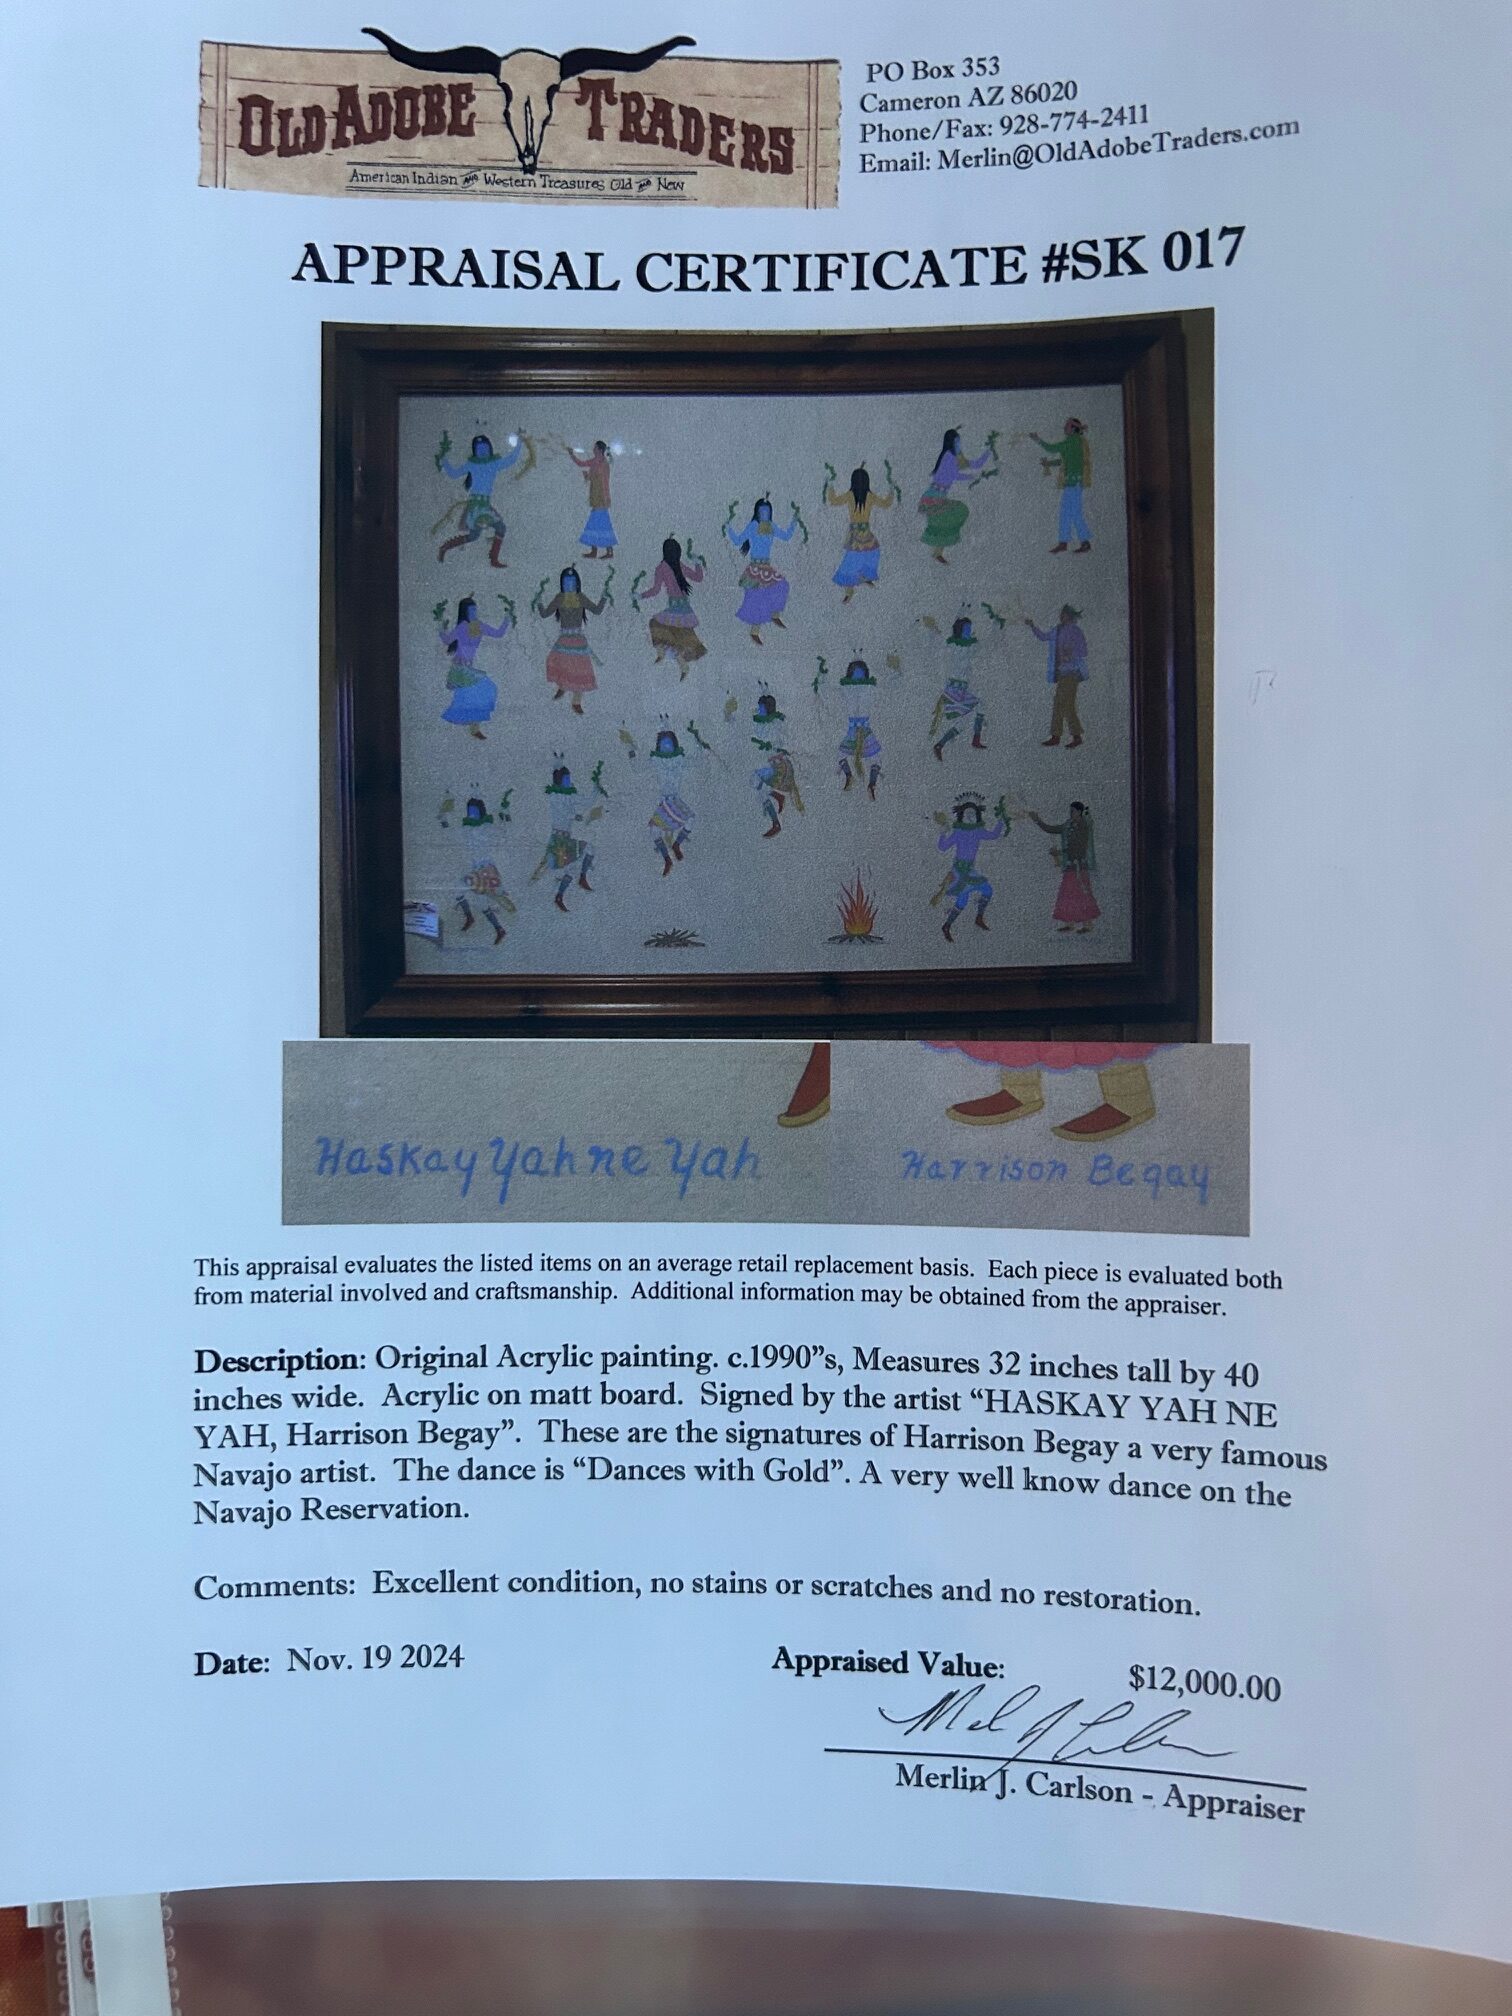 OLD ADOBE TRADERS
American Indian AND Western Treasures Old AND New
PO Box 353
Cameron AZ 86020
Phone/Fax: 928-774-2411
Email: Merlin@OldAdobeTraders.com
APPRAISAL CERTIFICATE #SK 017
Haskay Yah ne Yah
Harrison Begay
This appraisal evaluates the listed items on an average retail replacement basis. Each piece is evaluated both
from material involved and craftsmanship. Additional information may be obtained from the appraiser.
Description: Original Acrylic painting. c.1990”s, Measures 32 inches tall by 40
inches wide. Acrylic on matt board. Signed by the artist “HASKAY YAH NE
YAH, Harrison Begay”. These are the signatures of Harrison Begay a very famous
Navajo artist. The dance is “Dances with Gold”. A very well know dance on the
Navajo Reservation.
Comments: Excellent condition, no stains or scratches and no restoration.
Date: Nov. 19 2024
Appraised Value: $12,000.00
Merlin J. Carlson - Appraiser